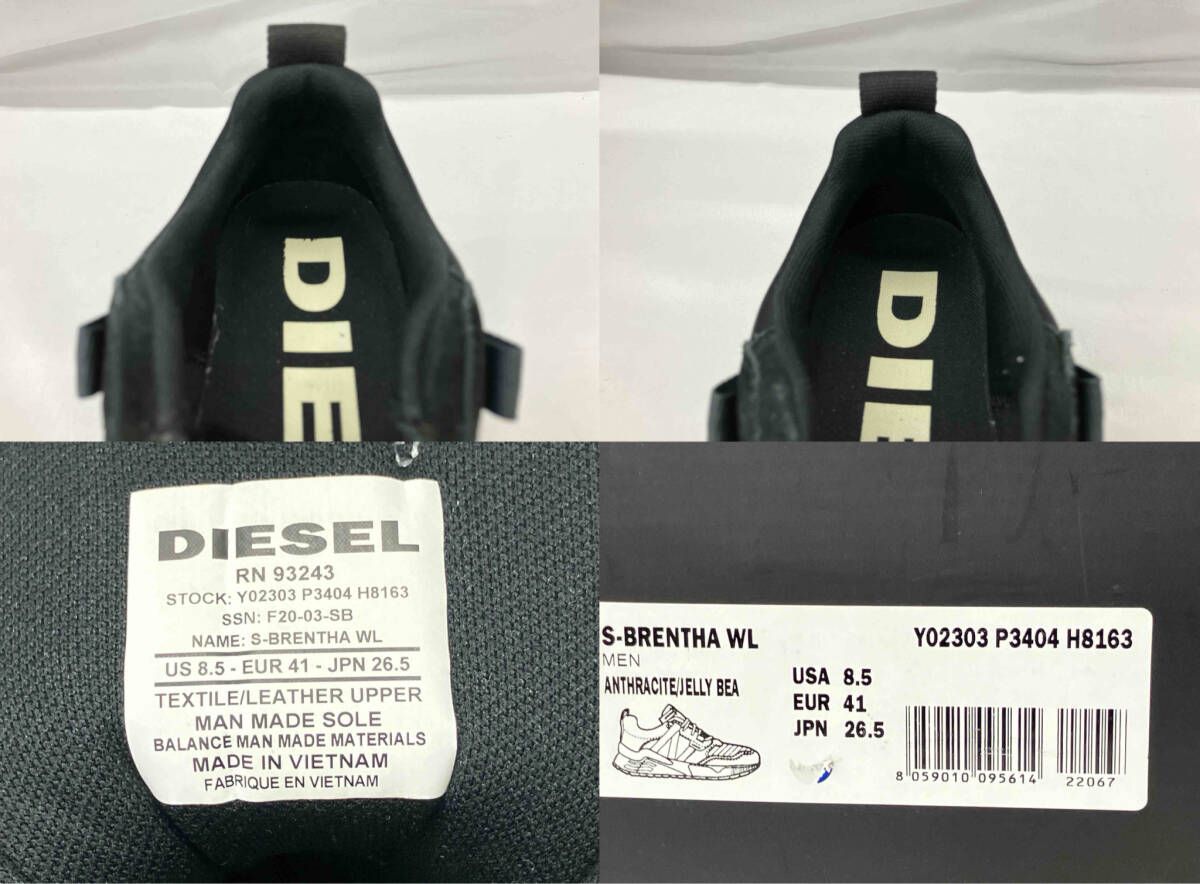 DIE
DIE
DIESEL
RN 93243
STOCK: Y02303 P3404 H8163
SSN: F20-03-SB
NAME: S-BRENTHA WL
US 8.5 - EUR 41 - JPN 26.5
TEXTILE/LEATHER UPPER
MAN MADE SOLE
BALANCE MAN MADE MATERIALS
MADE IN VIETNAM
FABRIQUE EN VIETNAM
S-BRENTHA WL Y02303 P3404 H8163
MEN
ANTHRACITE/JELLY BEA
USA 8.5
EUR 41
JPN 26.5
8 059010 095614 22067